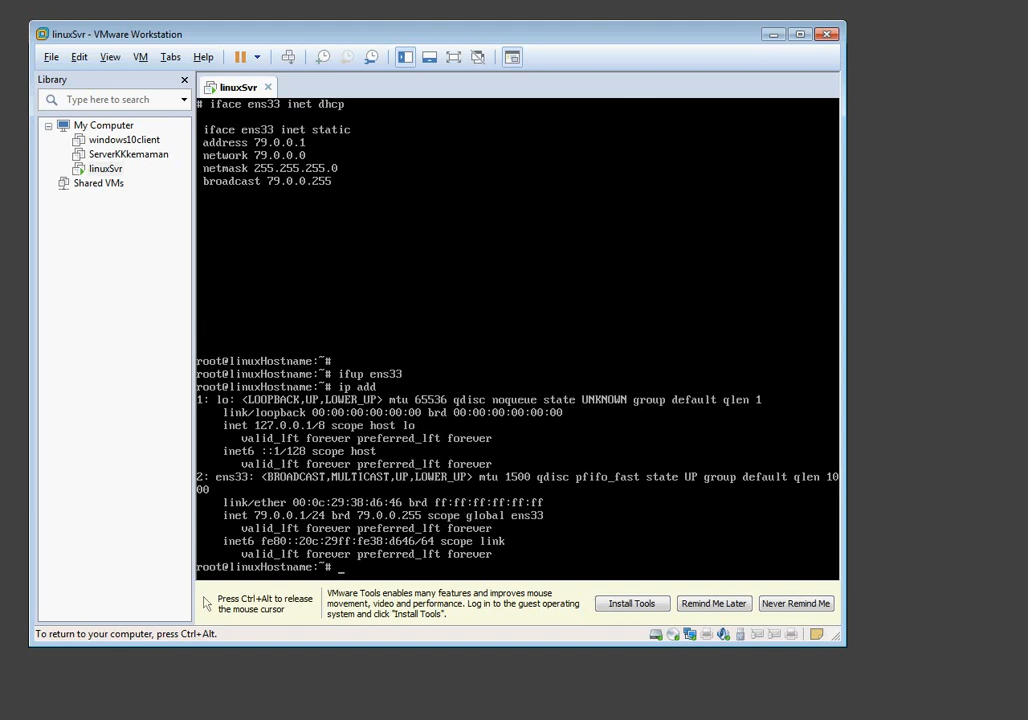 linuxSvr - VMware Workstation
File Edit View VM Tabs Help
Library
linuxSvr
Type here to search
My Computer
windows10client
ServerKKkemaman
linuxSvr
Shared VMs
# iface ens33 inet dhcp
iface ens33 inet static
address 79.0.0.1
network 79.0.0.0
netmask 255.255.255.0
broadcast 79.0.0.255
root@linuxHostname:~#
root@linuxHostname:~# ifup ens33
root@linuxHostname:~# ip add
1: lo: <LOOPBACK,UP,LOWER_UP> mtu 65536 qdisc noqueue state UNKNOWN group default qlen 1
link/loopback 00:00:00:00:00:00 brd 00:00:00:00:00:00
inet 127.0.0.1/8 scope host lo
valid_lft forever preferred_lft forever
inet6 ::1/128 scope host
valid_lft forever preferred_lft forever
2: ens33: <BROADCAST,MULTICAST,UP,LOWER_UP> mtu 1500 qdisc pfifo_fast state UP group default qlen 10
00
link/ether 00:0c:29:38:d6:46 brd ff:ff:ff:ff:ff:ff
inet 79.0.0.1/24 brd 79.0.0.255 scope global ens33
valid_lft forever preferred_lft forever
inet6 fe80::20c:29ff:fe38:d646/64 scope link
valid_lft forever preferred_lft forever
root@linuxHostname:~# _
Press Ctrl+Alt to release
the mouse cursor
VMware Tools enables many features and improves mouse
movement, video and performance. Log in to the guest operating
system and click "Install Tools".
Install Tools
Remind Me Later
Never Remind Me
To return to your computer, press Ctrl+Alt.